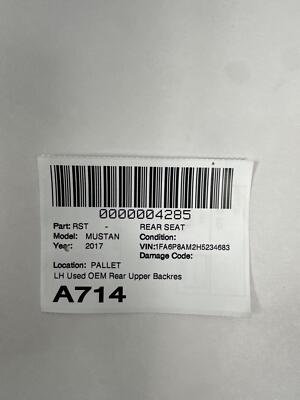 0000004285
Part: RST - REAR SEAT
Model: MUSTAN Condition:
Year: 2017 VIN:1FA6P8AM2H5234683
Damage Code:
Location: PALLET
LH Used OEM Rear Upper Backres
A714